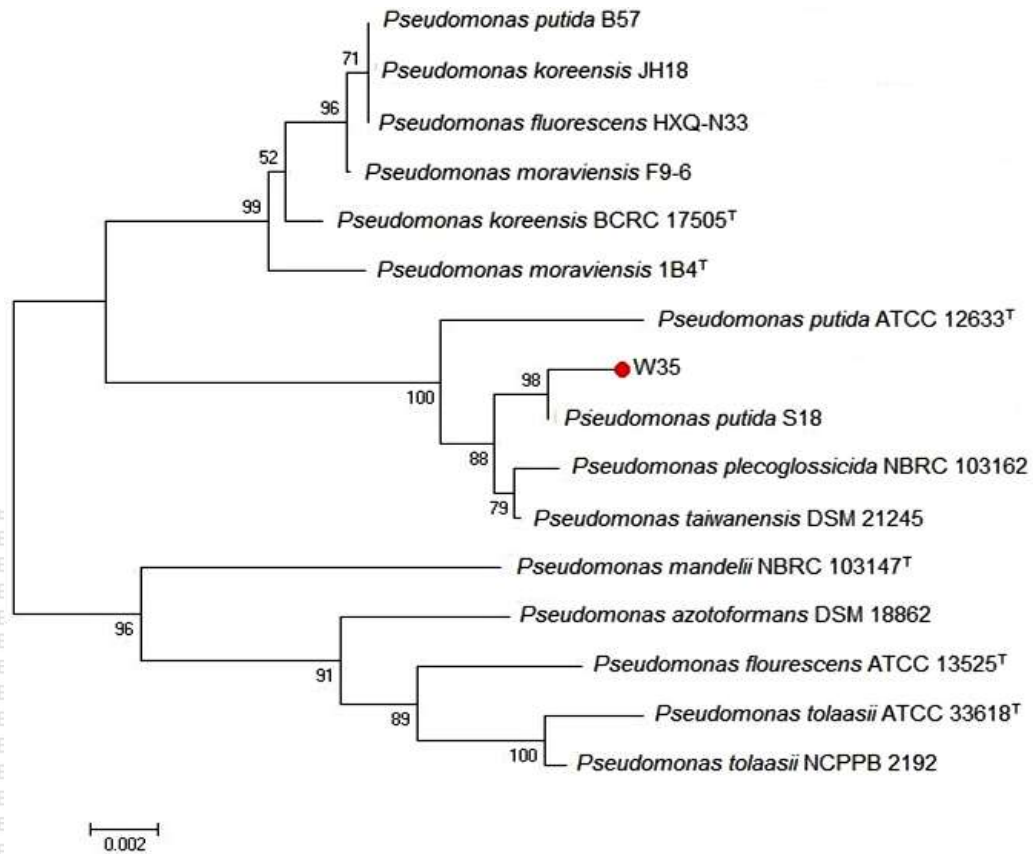 Pseudomonas putida B57
71
Pseudomonas koreensis JH18
96
Pseudomonas fluorescens HXQ-N33
52
Pseudomonas moraviensis F9-6
99
Pseudomonas koreensis BCRC 17505ᵀ
Pseudomonas moraviensis 1B4ᵀ
Pseudomonas putida ATCC 12633ᵀ
98 W35
100
Pseudomonas putida S18
88
Pseudomonas plecoglossicida NBRC 103162
79
Pseudomonas taiwanensis DSM 21245
Pseudomonas mandelii NBRC 103147ᵀ
96
Pseudomonas azotoformans DSM 18862
91
Pseudomonas flourescens ATCC 13525ᵀ
89
Pseudomonas tolaasii ATCC 33618ᵀ
100
Pseudomonas tolaasii NCPPB 2192
0.002